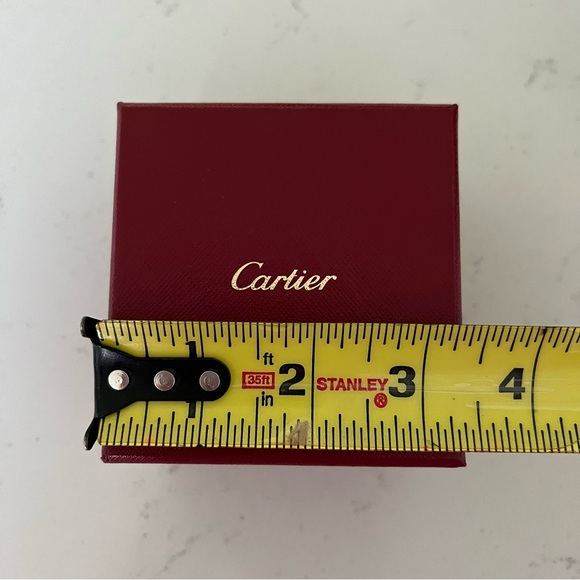 Cartier
ft
1 35ft 2 STANLEY 3 4
in ®